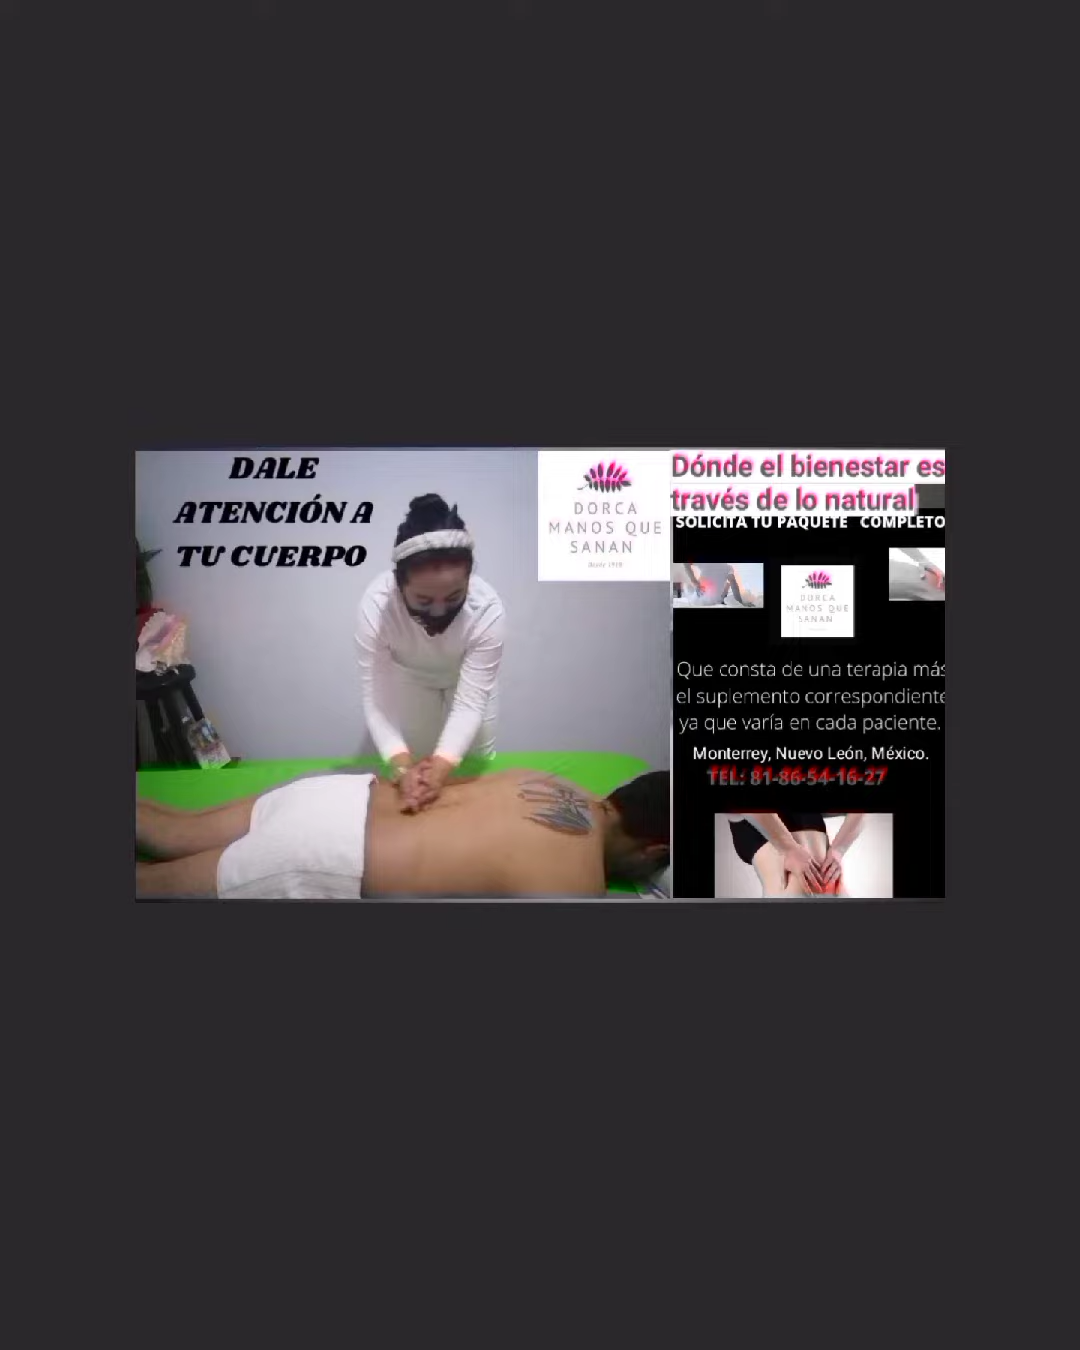 DALE
ATENCIÓN A
TU CUERPO
DORCA
MANOS QUE
SANAN
Dónde el bienestar es
través de lo natural
SOLICITA TU PAQUETE COMPLETO
DORCA
MANOS QUE
SANAN
Que consta de una terapia más
el suplemento correspondiente
ya que varía en cada paciente.
Monterrey, Nuevo León, México.
TEL: 81-86-54-16-27